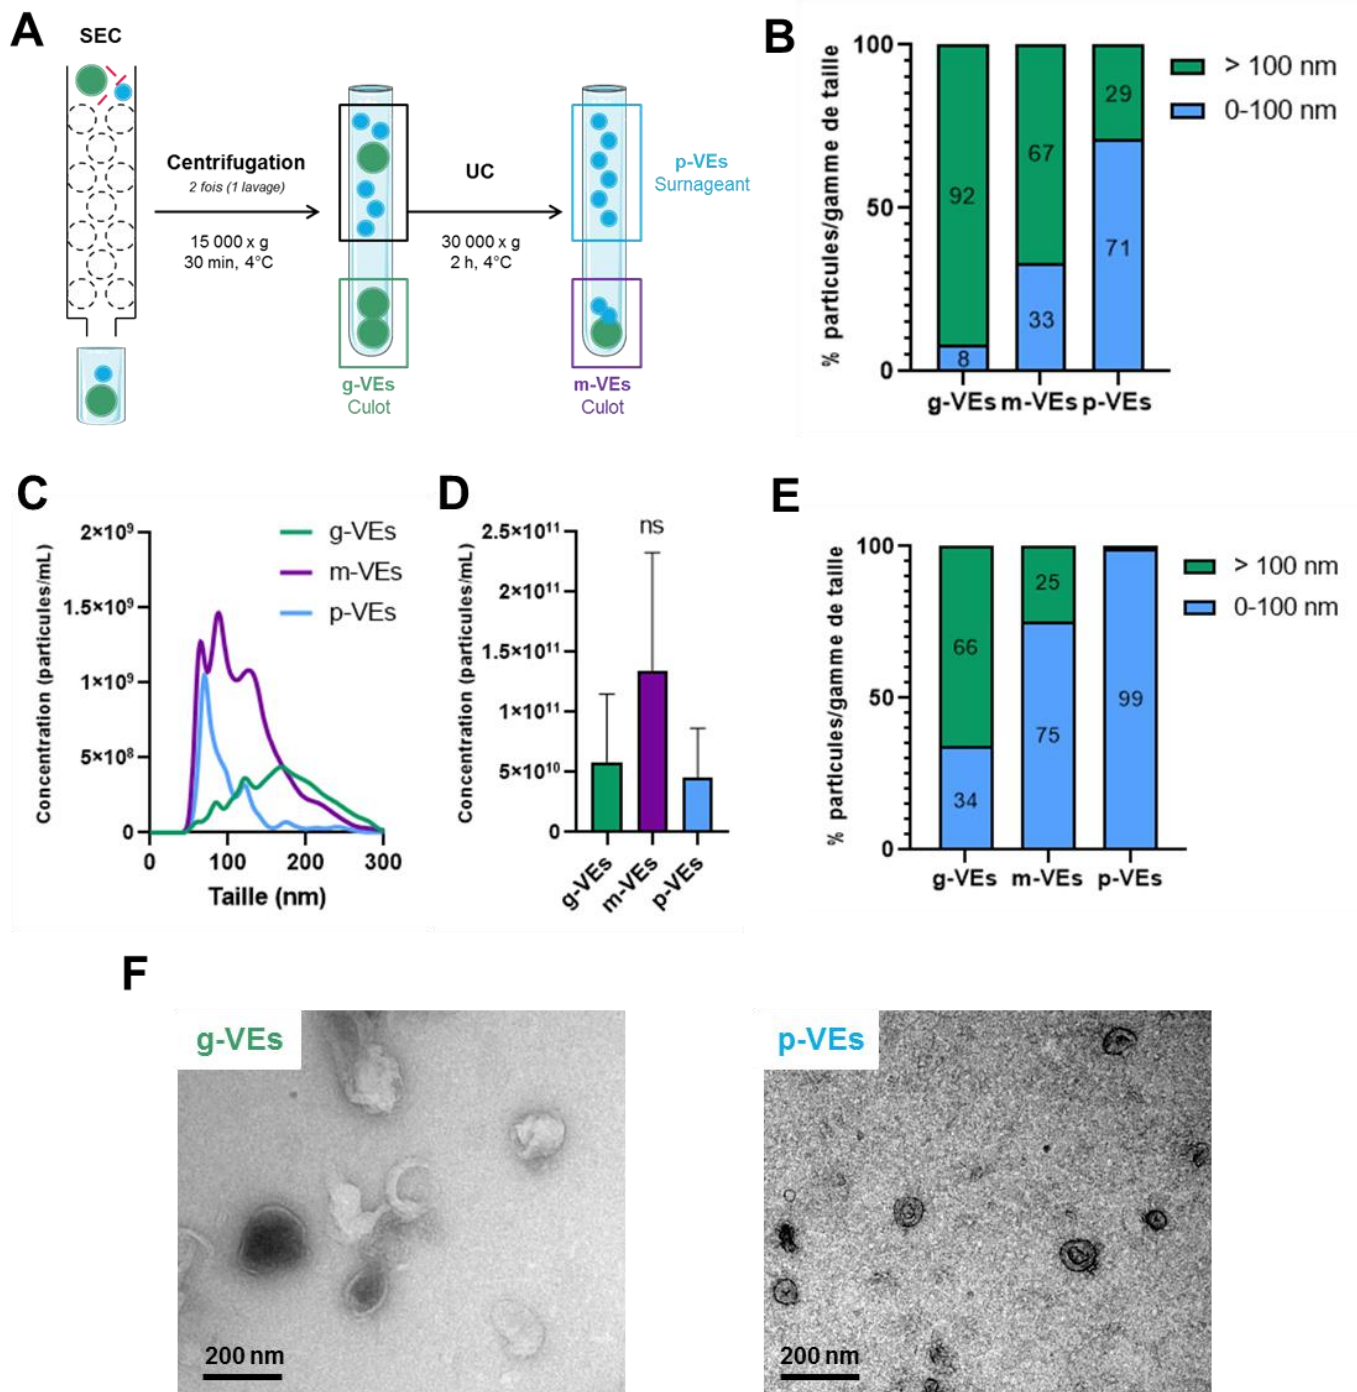 A
SEC
Centrifugation
2 fois (1 lavage)
15 000 x g
30 min, 4°C
UC
30 000 x g
2 h, 4°C
p-VEs
Surnageant
g-VEs
Culot
m-VEs
Culot
B
% particules/gamme de taille
100
50
0
92
8
67
33
29
71
g-VEs m-VEs p-VEs
> 100 nm
0-100 nm
C
Concentration (particules/mL)
2×10⁹
1.5×10⁹
1×10⁹
5×10⁸
0
0 100 200 300
Taille (nm)
g-VEs
m-VEs
p-VEs
D
Concentration (particules/mL)
2.5×10¹¹
2×10¹¹
1.5×10¹¹
1×10¹¹
5×10¹⁰
0
ns
g-VEs
m-VEs
p-VEs
E
% particules/gamme de taille
100
50
0
66
34
25
75
99
g-VEs m-VEs p-VEs
> 100 nm
0-100 nm
F
g-VEs
200 nm
p-VEs
200 nm